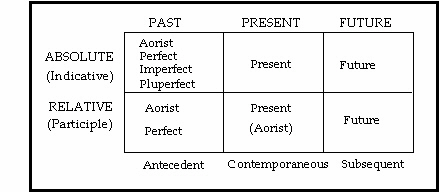 PAST PRESENT FUTURE
ABSOLUTE
(Indicative)
Aorist
Perfect
Imperfect
Pluperfect
Present
Future
RELATIVE
(Participle)
Aorist
Perfect
Present
(Aorist)
Future
Antecedent Contemporaneous Subsequent